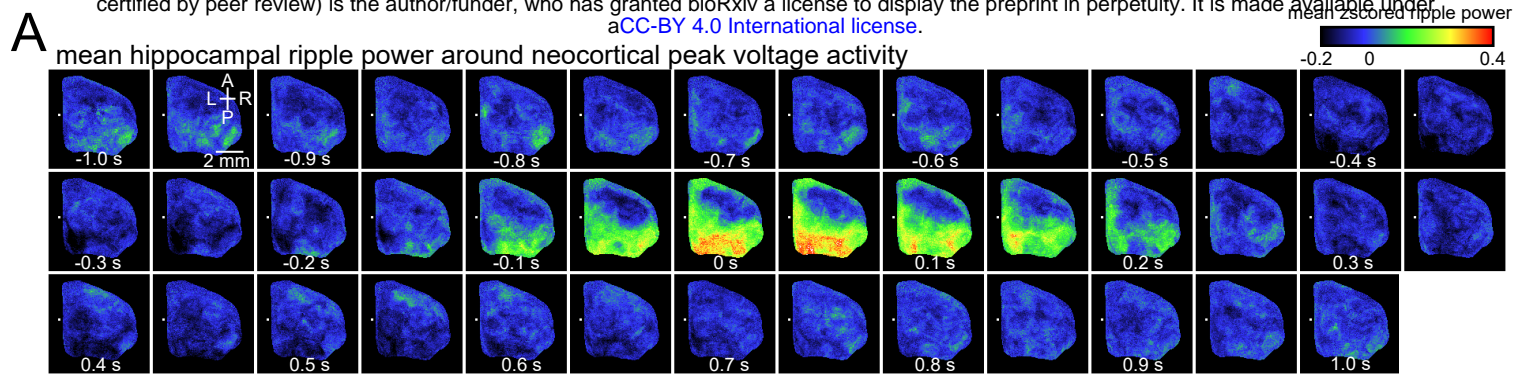 certified by peer review) is the author/funder, who has granted bioRxiv a license to display the preprint in perpetuity. It is made available under
aCC-BY 4.0 International license.
mean zscored ripple power
-0.2 0 0.4
A
mean hippocampal ripple power around neocortical peak voltage activity
A
L R
P
2 mm
-1.0 s -0.9 s -0.8 s -0.7 s -0.6 s -0.5 s -0.4 s
-0.3 s -0.2 s -0.1 s 0 s 0.1 s 0.2 s 0.3 s
0.4 s 0.5 s 0.6 s 0.7 s 0.8 s 0.9 s 1.0 s